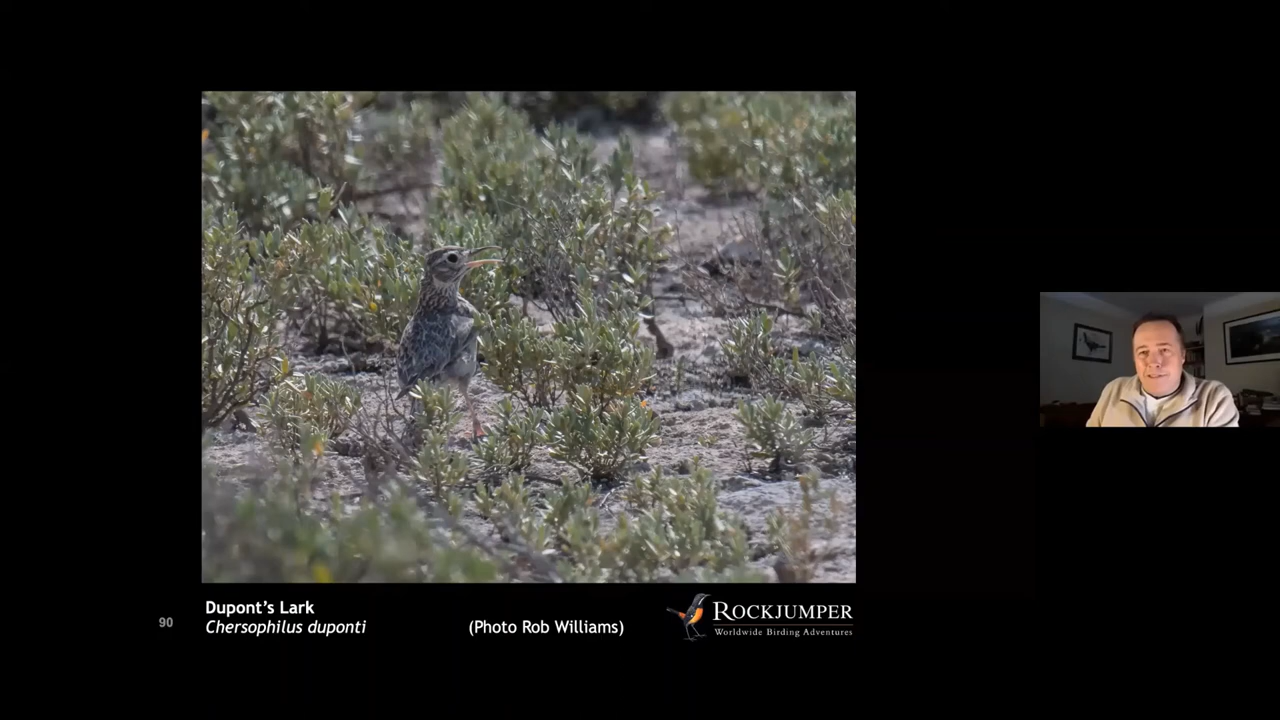 90
Dupont's Lark
Chersophilus duponti
(Photo Rob Williams)
ROCKJUMPER
Worldwide Birding Adventures